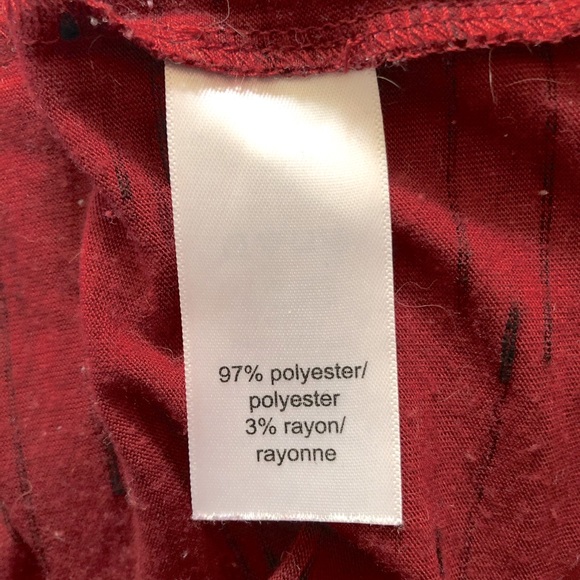 97% polyester/
polyester
3% rayon/
rayonne